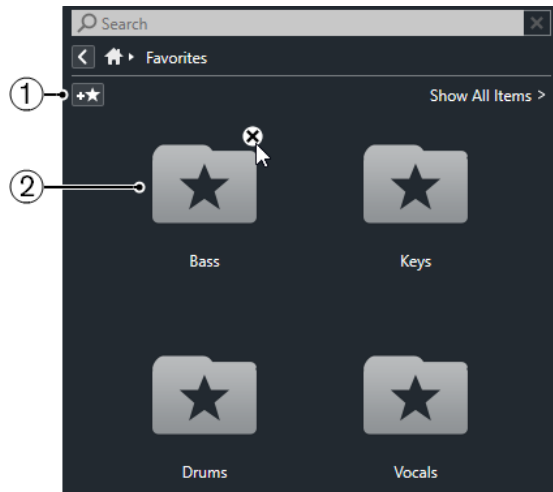 Search
Favorites
1
Show All Items >
2
Bass
Keys
Drums
Vocals